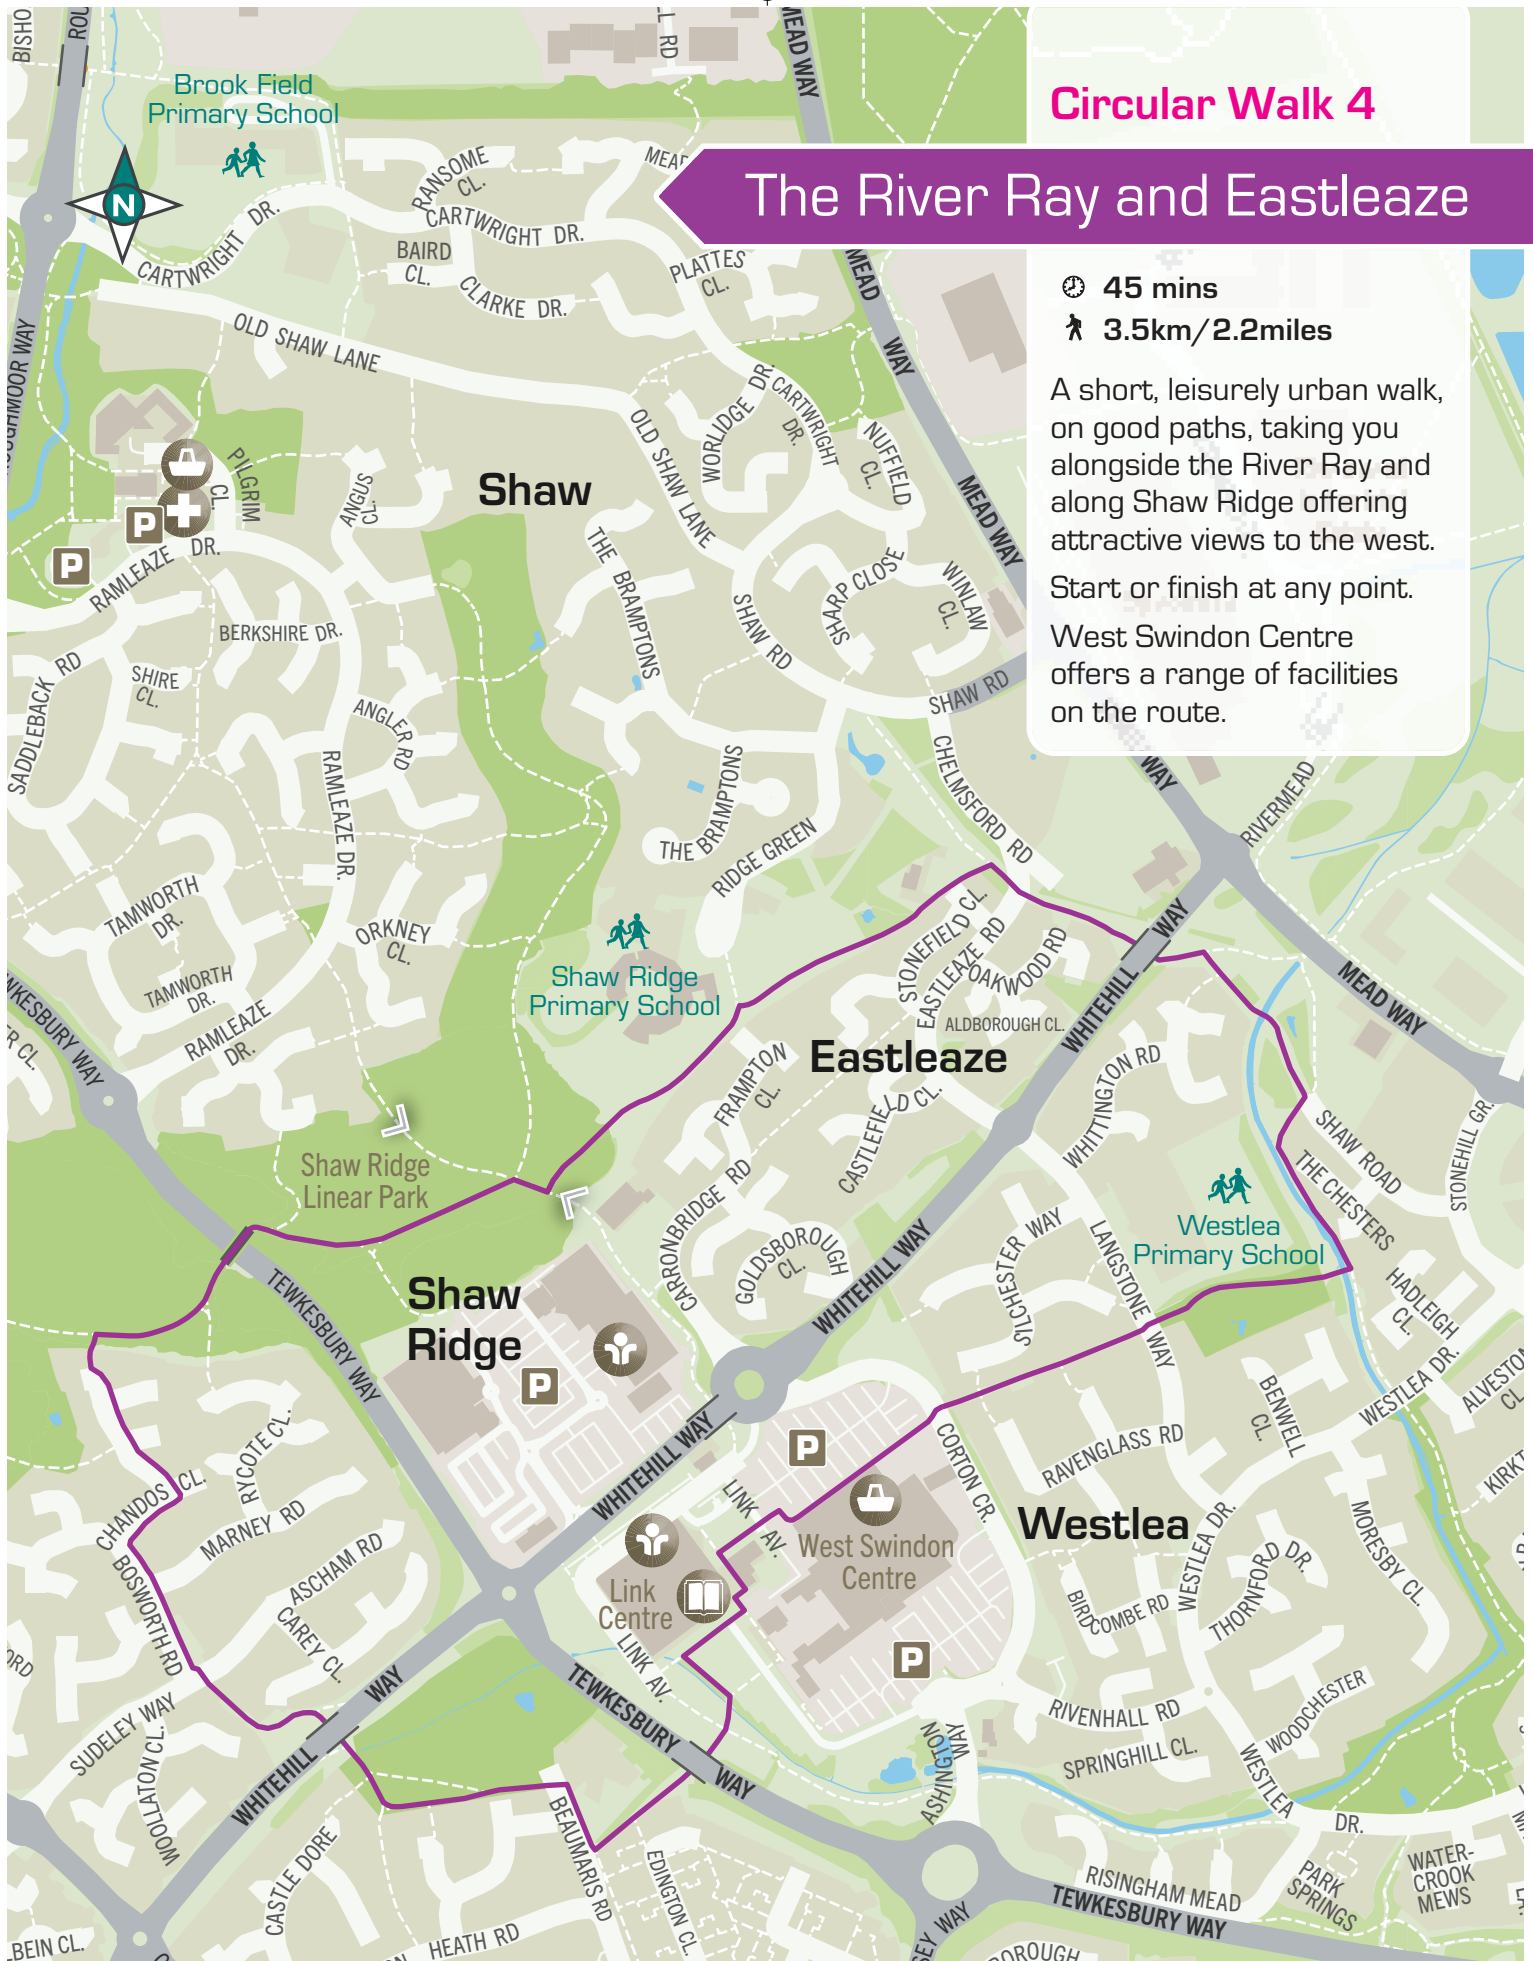 Circular Walk 4
The River Ray and Eastleaze
45 mins
3.5km/2.2miles
A short, leisurely urban walk,
on good paths, taking you
alongside the River Ray and
along Shaw Ridge offering
attractive views to the west.
Start or finish at any point.
West Swindon Centre
offers a range of facilities
on the route.
MEAD WAY
Brook Field
Primary School
N
RANSOME
CL.
CARTWRIGHT DR.
CARTWRIGHT DR.
BAIRD
CL.
CLARKE DR.
PLATTES
CL.
MEAD
WAY
OLD SHAW LANE
WORLIDGE DR.
CARTWRIGHT
DR.
NUFFIELD
CL.
OLD SHAW LANE
PILGRIM
CL.
ANGUS
CL.
Shaw
MEAD WAY
P
P
RAMLEAZE DR.
THE BRAMPTONS
SHARP CLOSE
WINLAW
CL.
SHAW RD
BERKSHIRE DR.
SADDLEBACK RD
SHIRE
CL.
SHAW RD
ANGLER RD
RAMLEAZE DR.
CHELMSFORD RD
WAY
RIVERMEAD
THE BRAMPTONS
RIDGE GREEN
TAMWORTH
DR.
ORKNEY
CL.
Shaw Ridge
Primary School
STONEFIELD CL.
EASTLEAZE RD
OAKWOOD RD
WHITEHILL WAY
MEAD WAY
TAMWORTH
DR.
RAMLEAZE
DR.
ALDBOROUGH CL.
Eastleaze
FRAMPTON
CL.
CASTLEFIELD CL.
WHITTINGTON RD
SHAW ROAD
THE CHESTERS
STONEHILL GR.
Shaw Ridge
Linear Park
Westlea
Primary School
CARRONBRIDGE RD
GOLDSBOROUGH
CL.
WHITEHILL WAY
SILCHESTER WAY
LANGSTONE WAY
HADLEIGH
CL.
Shaw
Ridge
TEWKESBURY WAY
P
WESTLEA DR.
ALVESTON
CL.
BENWELL
CL.
RYCOTE CL.
CHANDOS CL.
MARNEY RD
WHITEHILL WAY
P
CORTON CR.
RAVENGLASS RD
LINK AV.
West Swindon
Centre
Westlea
ASCHAM RD
BOSWORTH RD
CAREY CL.
Link
Centre
LINK AV.
WESTLEA DR.
THORNFORD DR.
MORESBY CL.
BIRDCOMBE RD
P
SUDELEY WAY
WHITEHILL WAY
TEWKESBURY WAY
RIVENHALL RD
WOODCHESTER
WOOLLATON CL.
ASHINGTON
WAY
SPRINGHILL CL.
WESTLEA DR.
CASTLE DORE
BEAUMARIS RD
EDINGTON CL.
RISINGHAM MEAD
PARK
SPRINGS
WATER-
CROOK
MEWS
TEWKESBURY WAY
HEATH RD